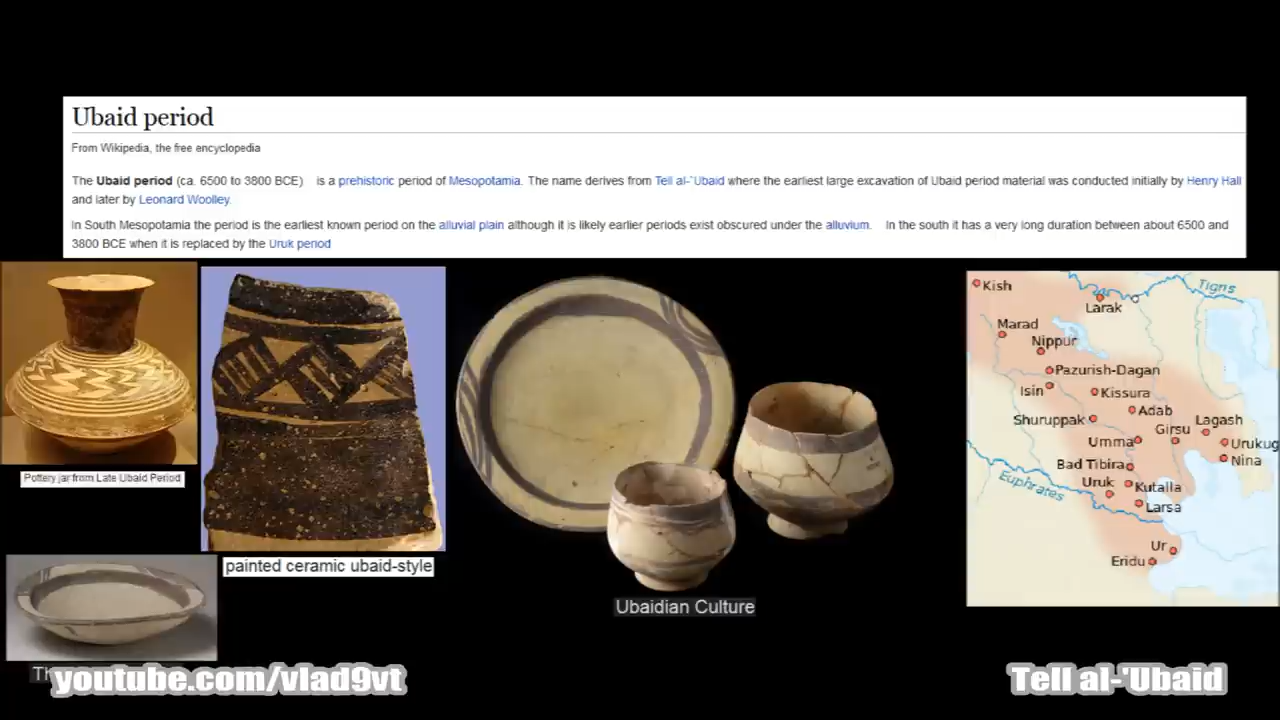 Ubaid period
From Wikipedia, the free encyclopedia
The Ubaid period (ca. 6500 to 3800 BCE) is a prehistoric period of Mesopotamia. The name derives from Tell al-`Ubaid where the earliest large excavation of Ubaid period material was conducted initially by Henry Hall
and later by Leonard Woolley.
In South Mesopotamia the period is the earliest known period on the alluvial plain although it is likely earlier periods exist obscured under the alluvium. In the south it has a very long duration between about 6500 and
3800 BCE when it is replaced by the Uruk period
Pottery jar from Late Ubaid Period
painted ceramic ubaid-style
Ubaidian Culture
Kish
Tigris
Larak
Marad
Nippur
Pazurish-Dagan
Isin
Kissura
Adab
Shuruppak
Lagash
Girsu
Umma
Urukug
Nina
Bad Tibira
Uruk
Kutalla
Euphrates
Larsa
Ur
Eridu
youtube.com/vlad9vt
Tell al-'Ubaid